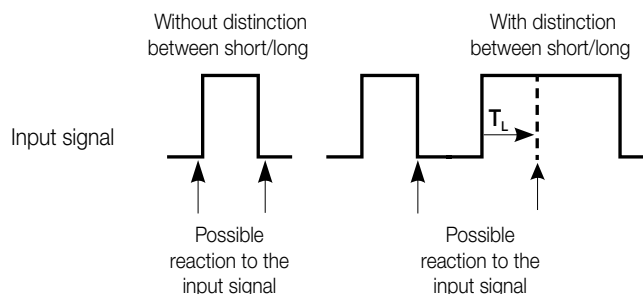 Without distinction
between short/long
With distinction
between short/long
T_L
Input signal
Possible
reaction to the
input signal
Possible
reaction to the
input signal